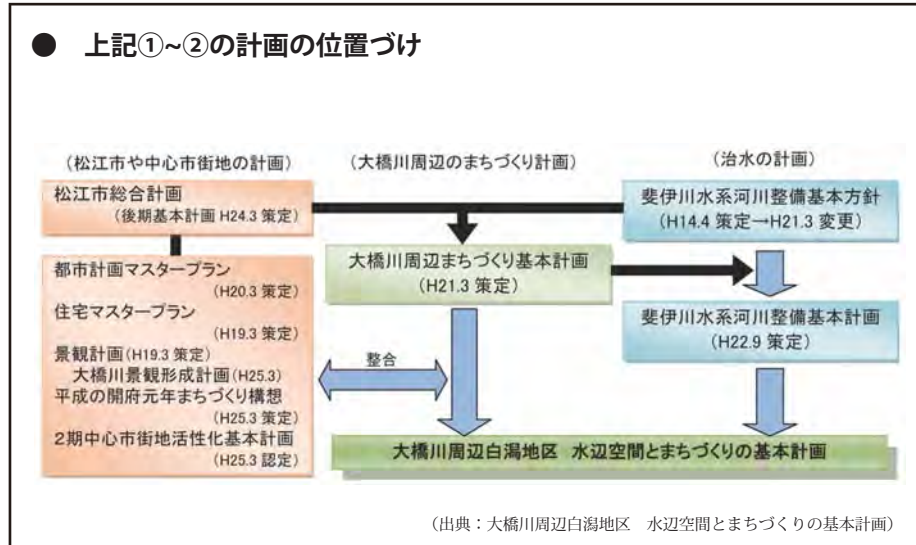 ● 上記①~②の計画の位置づけ
（松江市や中心市街地の計画）
松江市総合計画
（後期基本計画 H24.3 策定）
都市計画マスタープラン
（H20.3 策定）
住宅マスタープラン
（H19.3 策定）
景観計画（H19.3 策定）
大橋川景観形成計画（H25.3）
平成の開府元年まちづくり構想
（H25.3 策定）
2期中心市街地活性化基本計画
（H25.3 認定）
（大橋川周辺のまちづくり計画）
大橋川周辺まちづくり基本計画
（H21.3 策定）
整合
（治水の計画）
斐伊川水系河川整備基本方針
（H14.4 策定→H21.3 変更）
斐伊川水系河川整備基本計画
（H22.9 策定）
大橋川周辺白潟地区 水辺空間とまちづくりの基本計画
（出典：大橋川周辺白潟地区 水辺空間とまちづくりの基本計画）